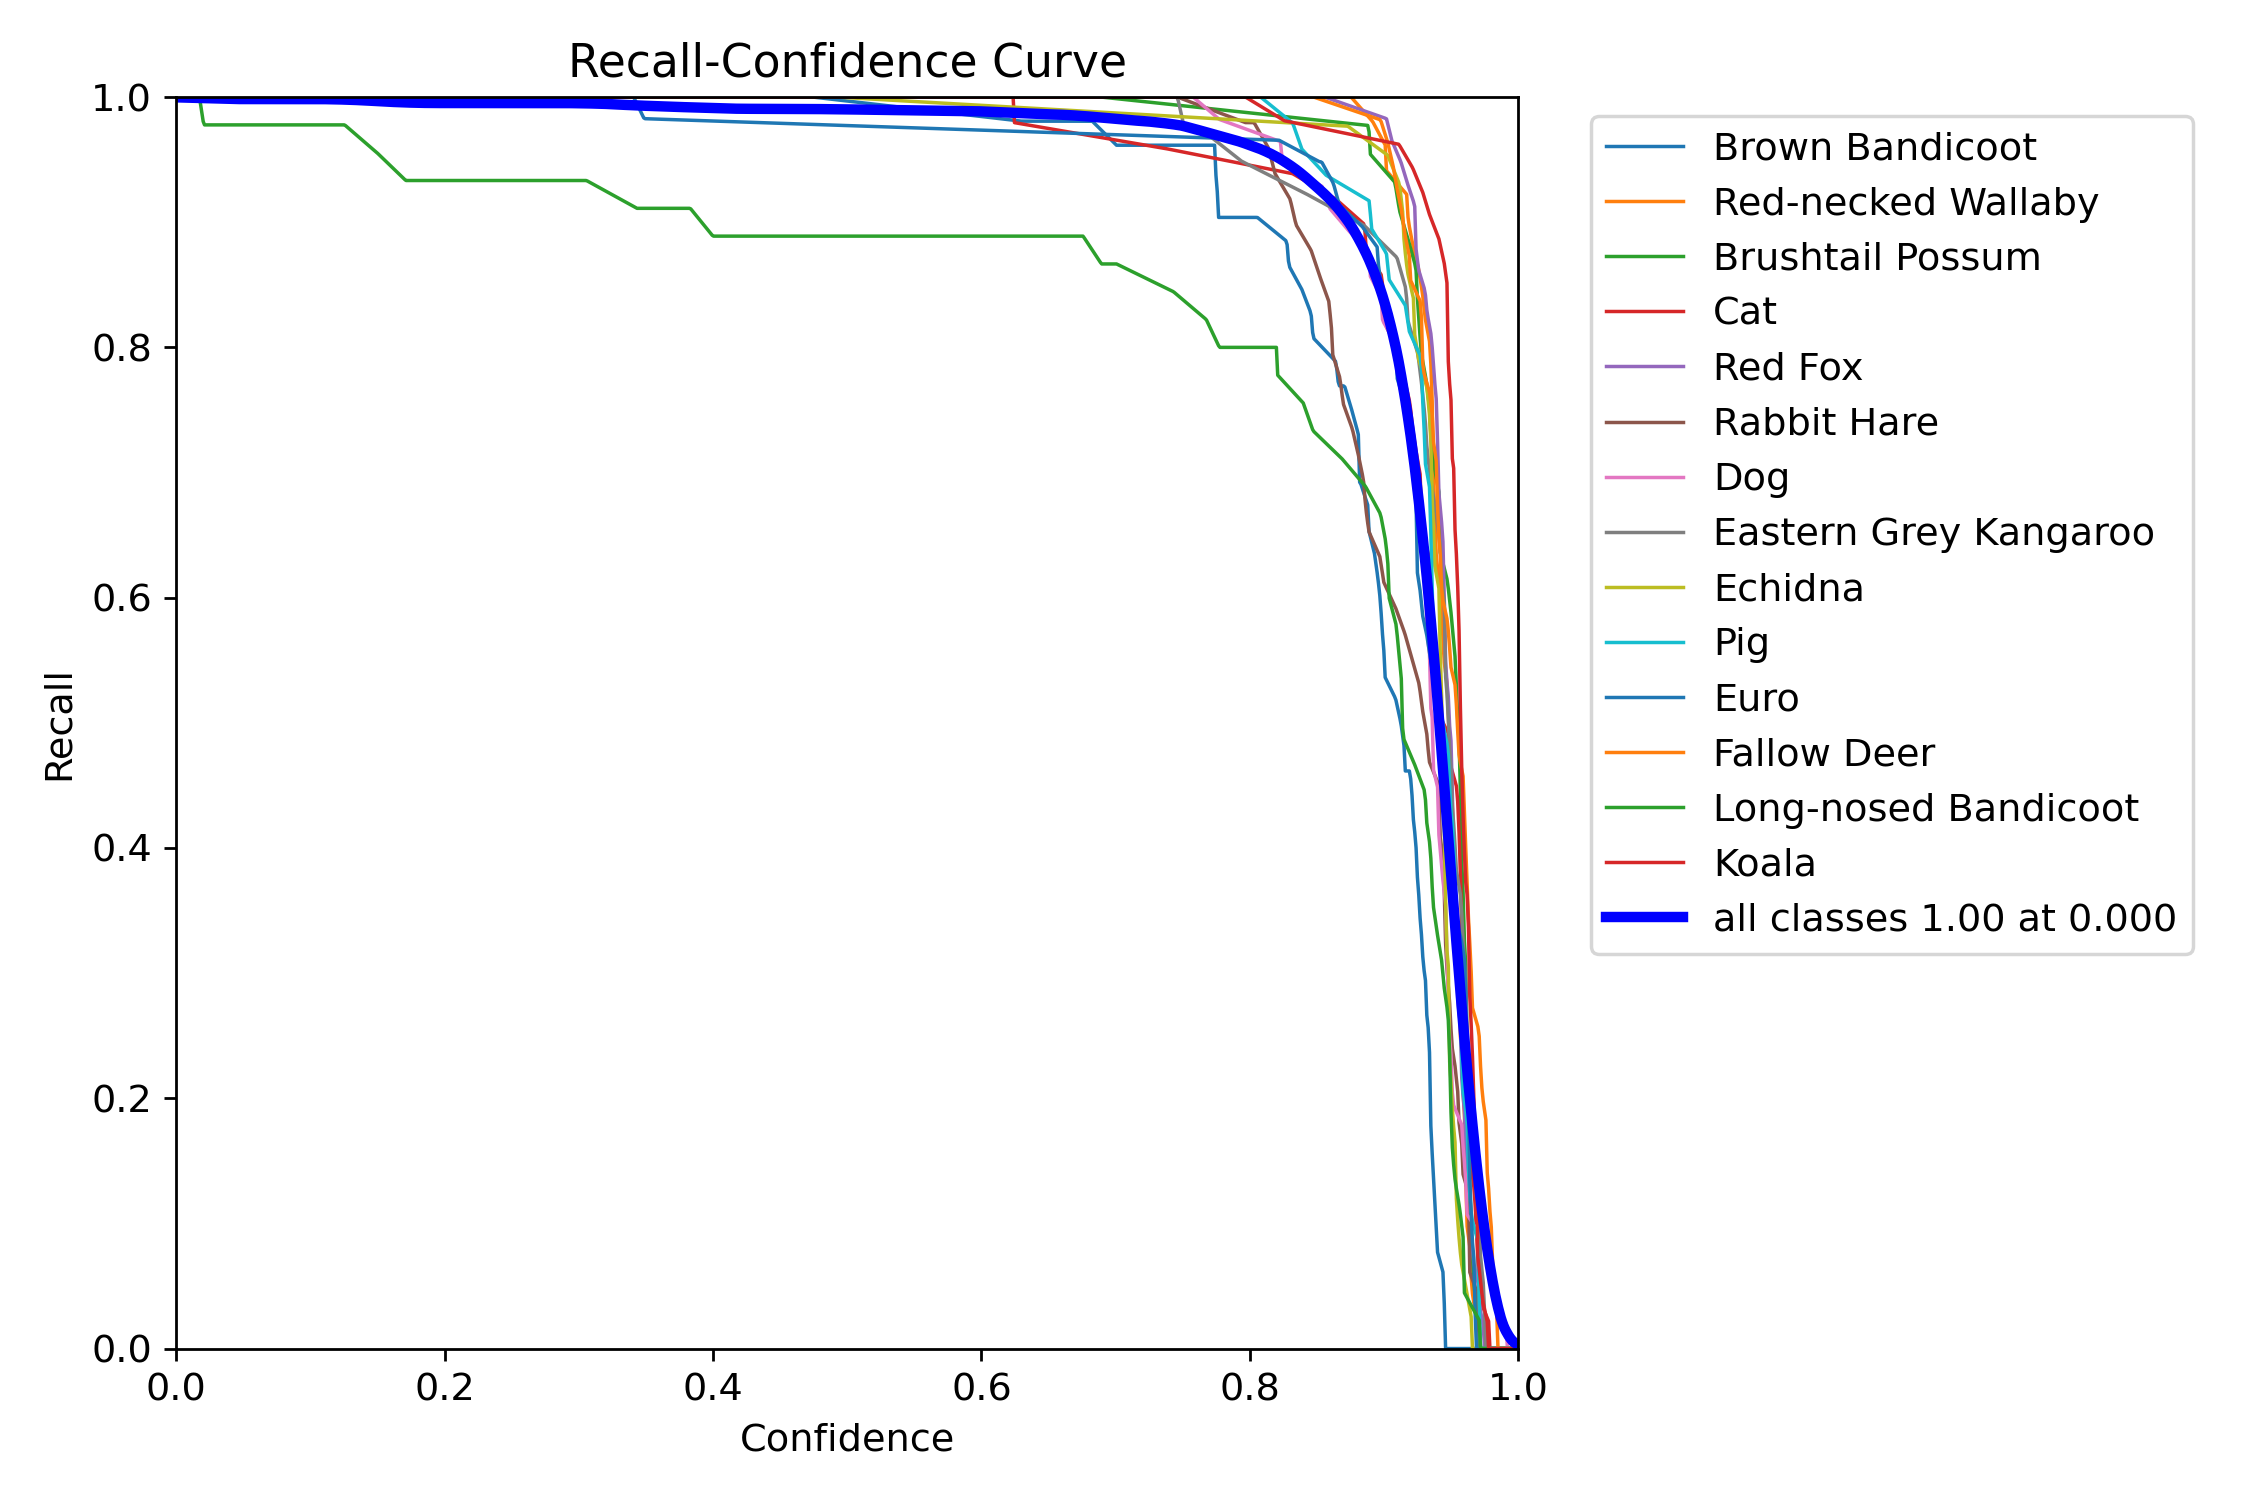 Recall-Confidence Curve
1.0
0.8
0.6
0.4
0.2
0.0
Recall
0.0 0.2 0.4 0.6 0.8 1.0
Confidence
Brown Bandicoot
Red-necked Wallaby
Brushtail Possum
Cat
Red Fox
Rabbit Hare
Dog
Eastern Grey Kangaroo
Echidna
Pig
Euro
Fallow Deer
Long-nosed Bandicoot
Koala
all classes 1.00 at 0.000